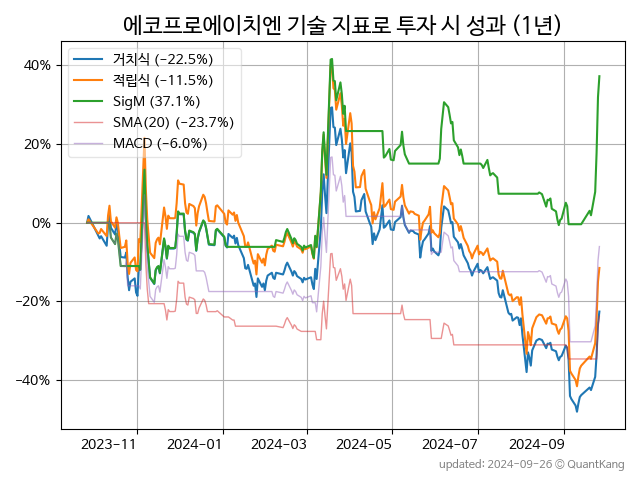 에코프로에이치엔 기술 지표로 투자 시 성과 (1년)
거치식 (−22.5%)
적립식 (−11.5%)
SigM (37.1%)
SMA(20) (−23.7%)
MACD (−6.0%)
40%
20%
0%
−20%
−40%
2023−11 2024−01 2024−03 2024−05 2024−07 2024−09
updated: 2024−09−26 © QuantKang